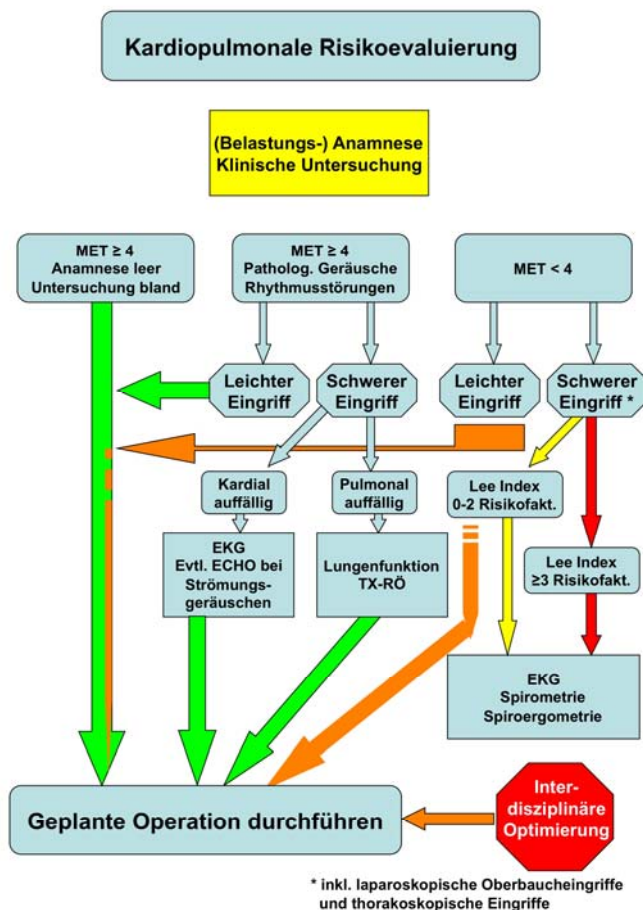 Kardiopulmonale Risikoevaluierung
(Belastungs-) Anamnese
Klinische Untersuchung
MET ≥ 4
Anamnese leer
Untersuchung bland
MET ≥ 4
Patholog. Geräusche
Rhythmusstörungen
MET < 4
Leichter
Eingriff
Schwerer
Eingriff
Leichter
Eingriff
Schwerer
Eingriff *
Kardial
auffällig
Pulmonal
auffällig
Lee Index
0-2 Risikofakt.
EKG
Evtl. ECHO bei
Strömungs-
geräuschen
Lungenfunktion
TX-RÖ
Lee Index
≥3 Risikofakt.
EKG
Spirometrie
Spiroergometrie
Geplante Operation durchführen
Inter-
disziplinäre
Optimierung
* inkl. laparoskopische Oberbaucheingriffe
und thorakoskopische Eingriffe